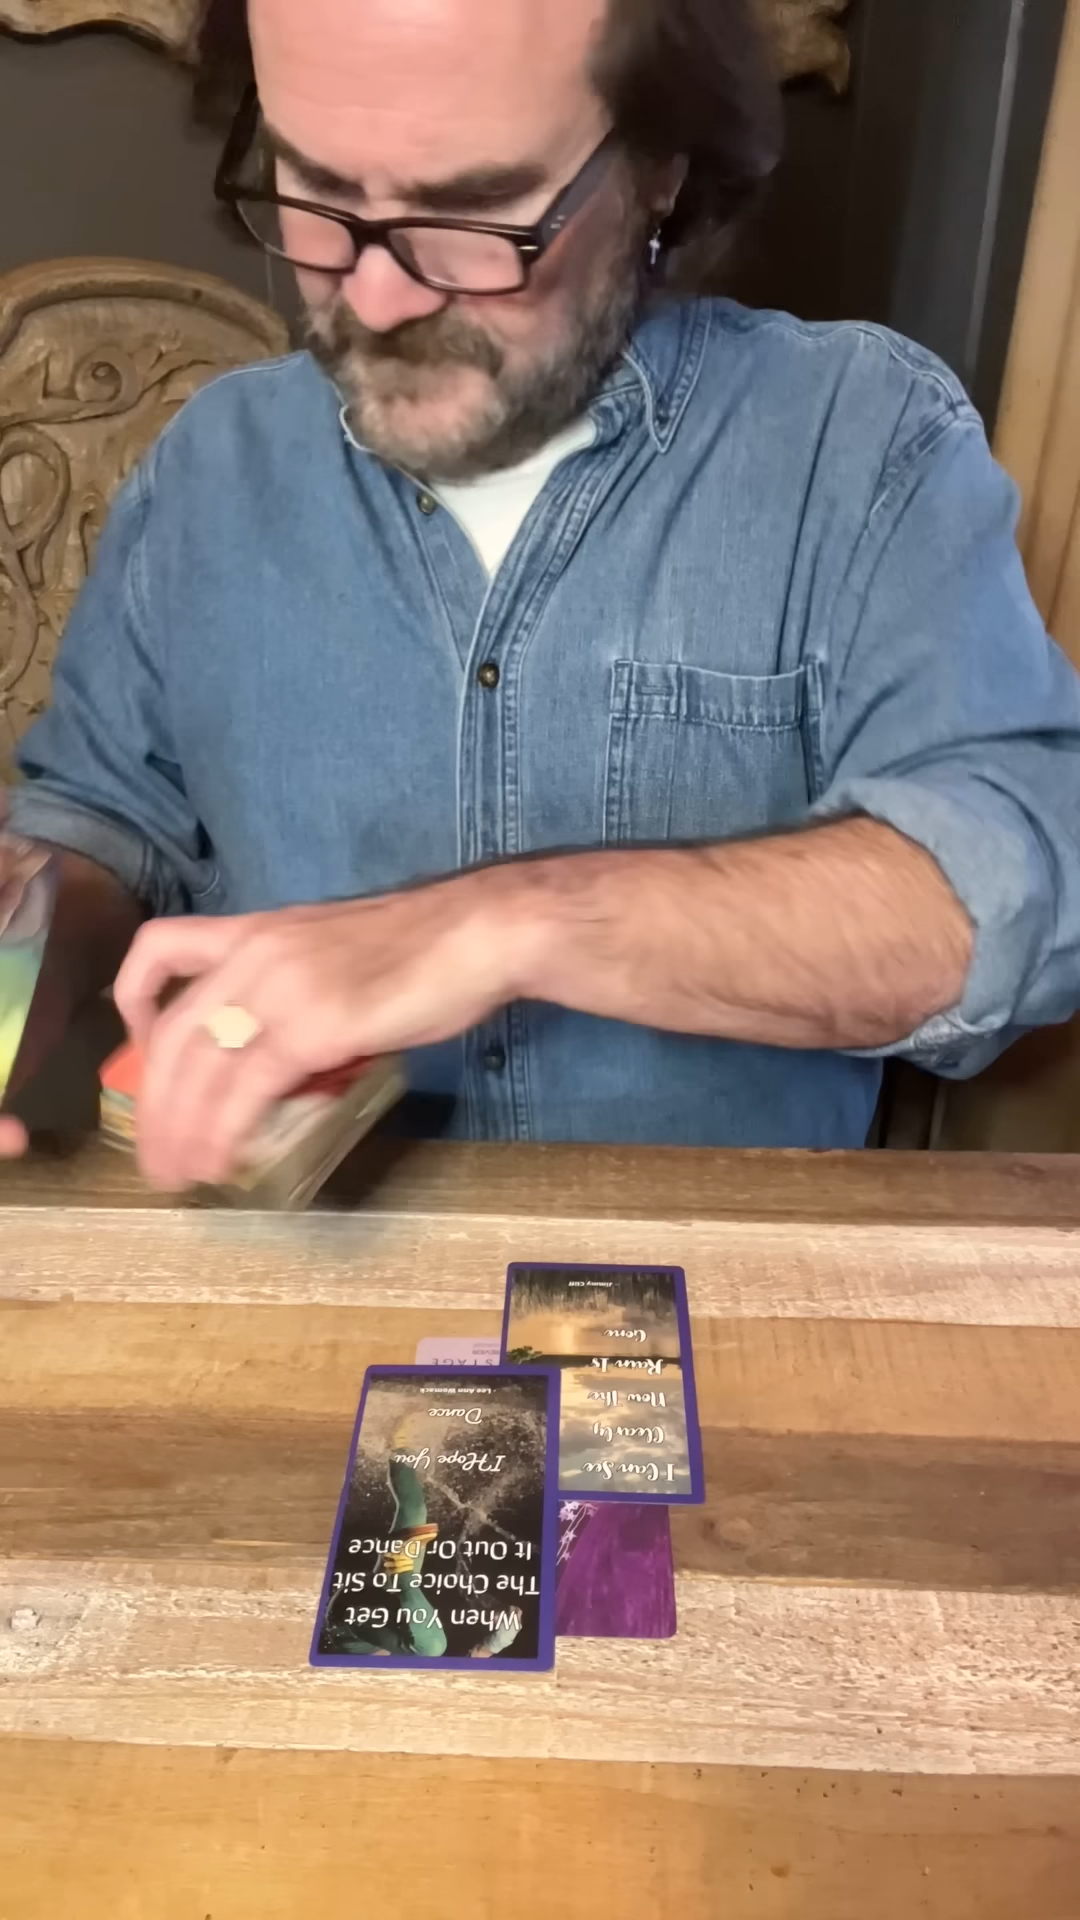 When You Get
The Choice To Sit
It Out Or Dance
I Hope You
Dance
- Lee Ann Womack
I Can See
Clearly
Now The
Rain Is
Gone
- Jimmy Cliff
STAGE